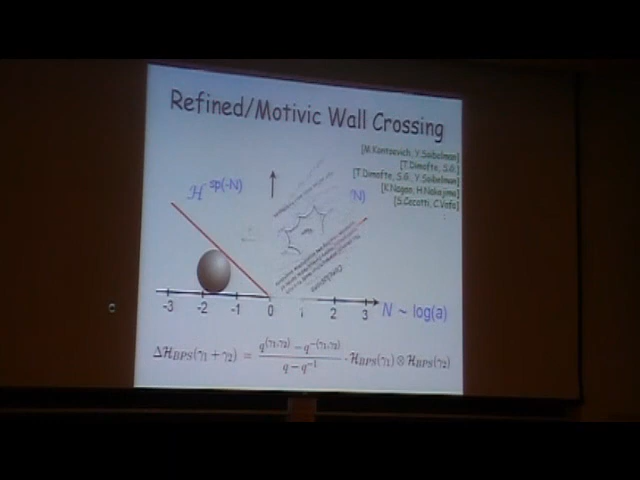 Refined/Motivic Wall Crossing
[M.Kontsevich, Y.Soibelman]
[T.Dimofte, S.G.]
[T.Dimofte, S.G., Y.Soibelman]
[K.Nagao, H.Nakajima]
[S.Cecotti, C.Vafa]
ℋ sp(-N)
N)
-3 -2 -1 0 1 2 3 N ~ log(a)
Δℋ_BPS(γ₁ + γ₂) = (q^(γ₁,γ₂) − q^−(γ₁,γ₂)) / (q − q⁻¹) · ℋ_BPS(γ₁) ⊗ ℋ_BPS(γ₂)